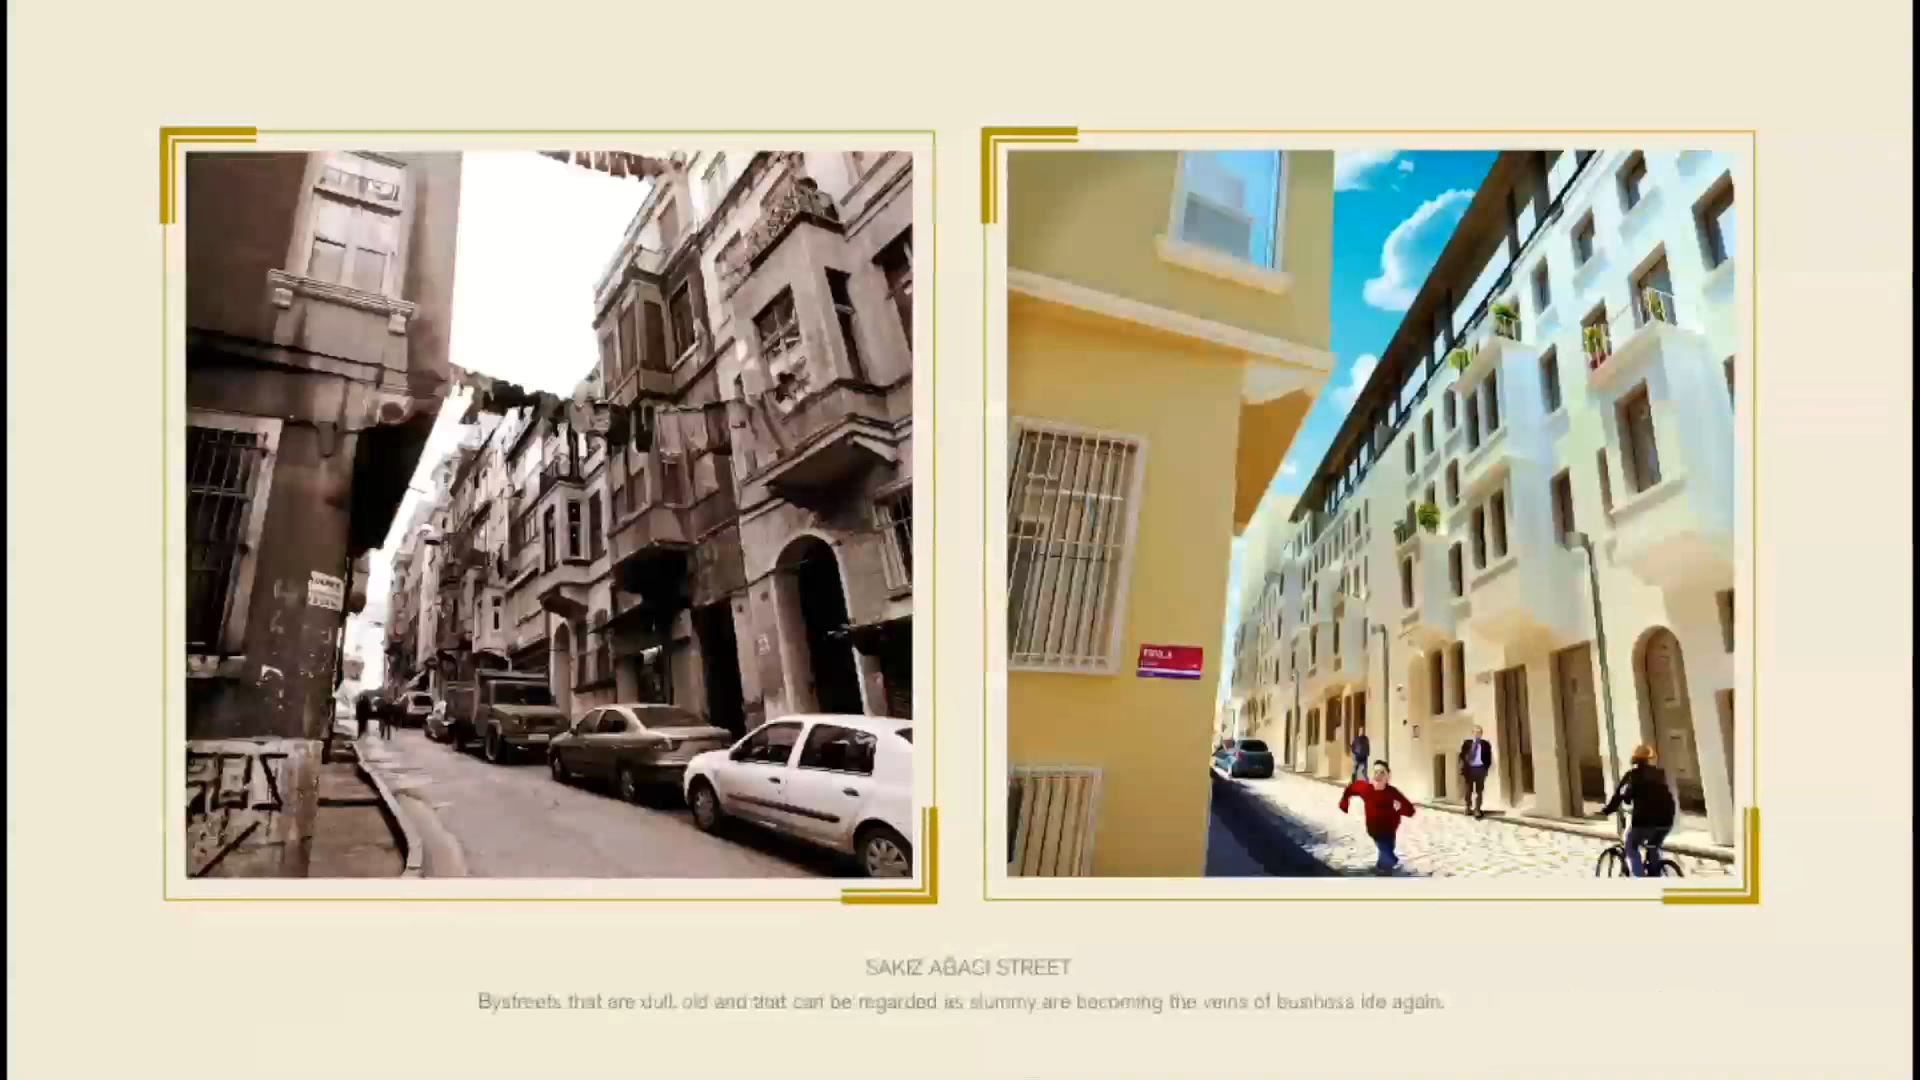 SAKIZ AĞACI STREET
Bystreets that are dull, old and that can be regarded as slummy are becoming the veins of business life again.